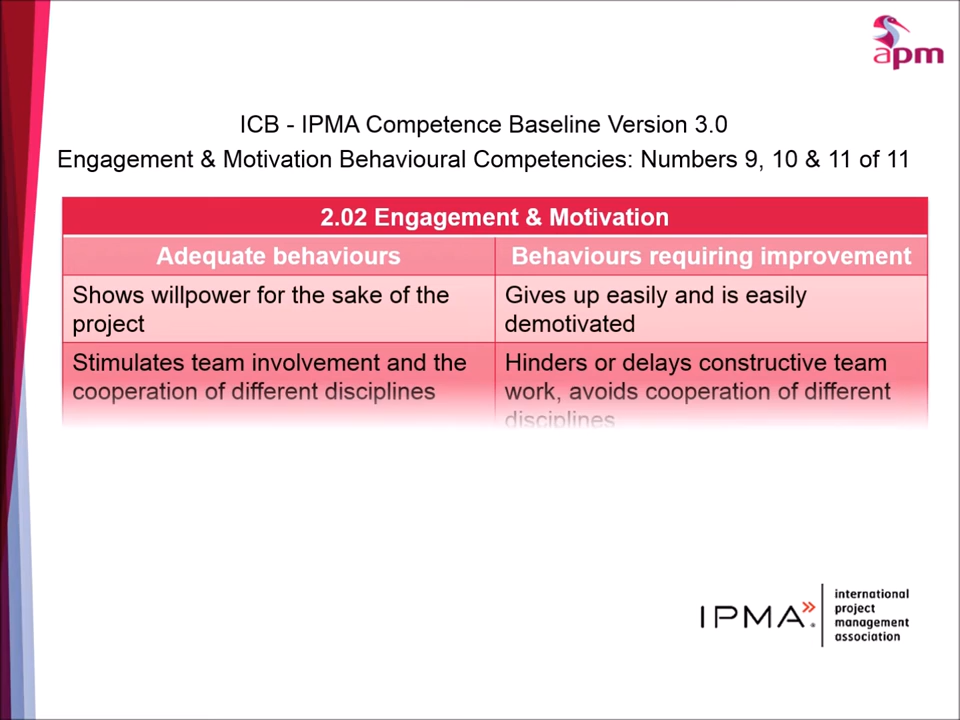 apm
ICB - IPMA Competence Baseline Version 3.0
Engagement & Motivation Behavioural Competencies: Numbers 9, 10 & 11 of 11
2.02 Engagement & Motivation
Adequate behaviours
Behaviours requiring improvement
Shows willpower for the sake of the
project
Gives up easily and is easily
demotivated
Stimulates team involvement and the
cooperation of different disciplines
Hinders or delays constructive team
work, avoids cooperation of different
disciplines
IPMA
international
project
management
association